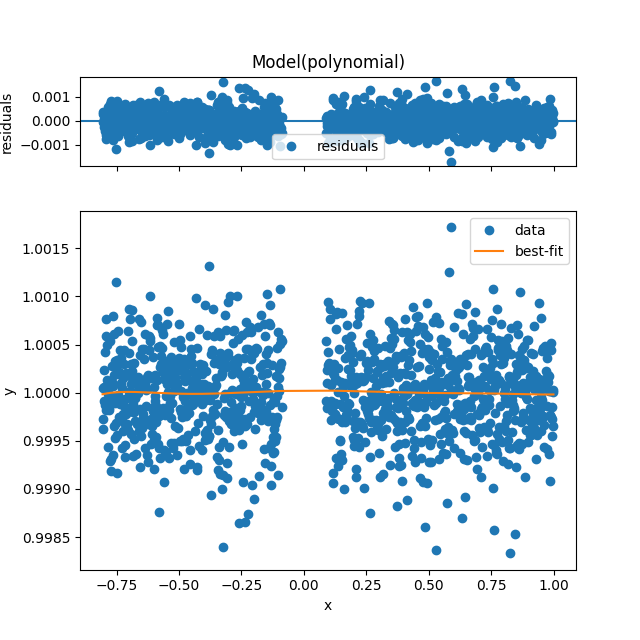 Model(polynomial)
residuals
0.001
0.000
−0.001
residuals
y
1.0015
1.0010
1.0005
1.0000
0.9995
0.9990
0.9985
data
best-fit
−0.75
−0.50
−0.25
0.00
0.25
0.50
0.75
1.00
x